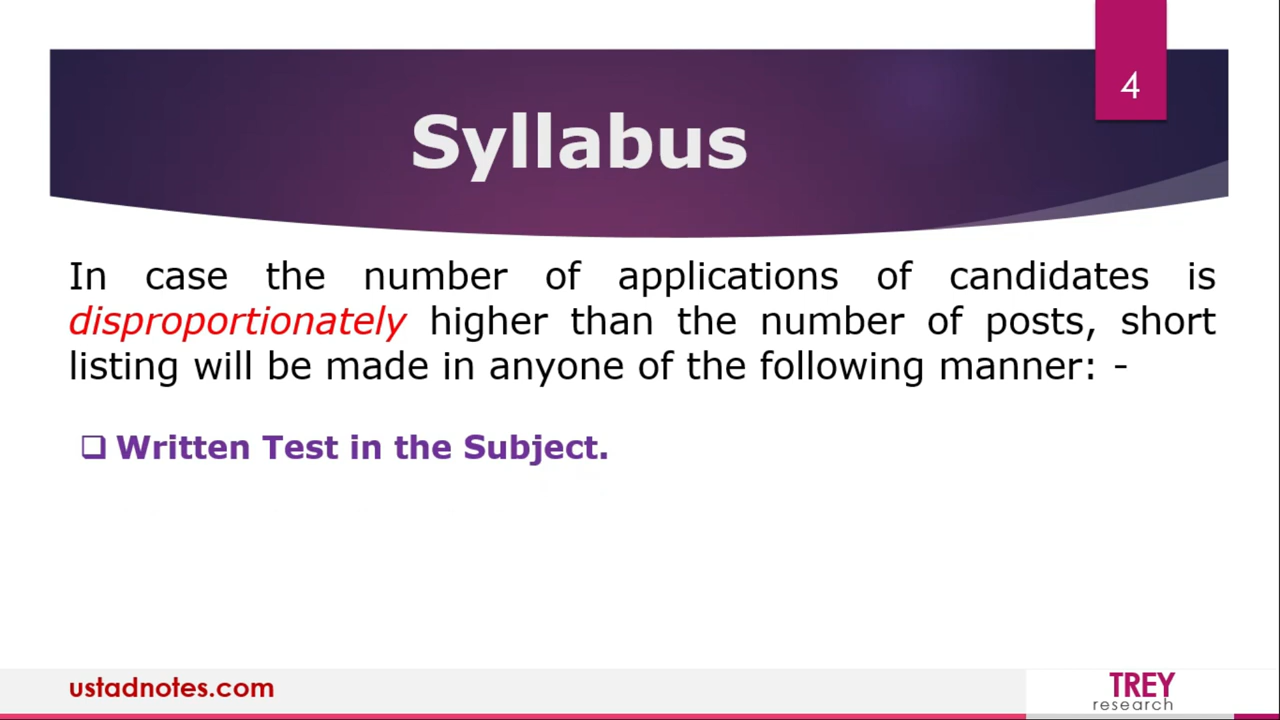 4
Syllabus
In case the number of applications of candidates is
disproportionately higher than the number of posts, short
listing will be made in anyone of the following manner: -
❑ Written Test in the Subject.
ustadnotes.com
TREY
research